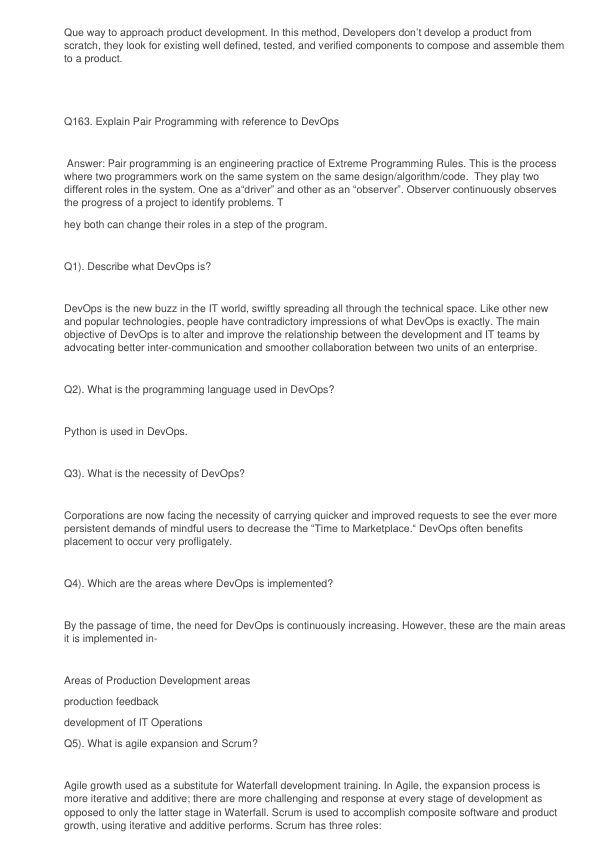 Que way to approach product development. In this method, Developers don't develop a product from
scratch, they look for existing well defined, tested, and verified components to compose and assemble them
to a product.
Q163. Explain Pair Programming with reference to DevOps
Answer: Pair programming is an engineering practice of Extreme Programming Rules. This is the process
where two programmers work on the same system on the same design/algorithm/code.  They play two
different roles in the system. One as a“driver” and other as an “observer”. Observer continuously observes
the progress of a project to identify problems. T
hey both can change their roles in a step of the program.
Q1). Describe what DevOps is?
DevOps is the new buzz in the IT world, swiftly spreading all through the technical space. Like other new
and popular technologies, people have contradictory impressions of what DevOps is exactly. The main
objective of DevOps is to alter and improve the relationship between the development and IT teams by
advocating better inter-communication and smoother collaboration between two units of an enterprise.
Q2). What is the programming language used in DevOps?
Python is used in DevOps.
Q3). What is the necessity of DevOps?
Corporations are now facing the necessity of carrying quicker and improved requests to see the ever more
persistent demands of mindful users to decrease the “Time to Marketplace.“ DevOps often benefits
placement to occur very profligately.
Q4). Which are the areas where DevOps is implemented?
By the passage of time, the need for DevOps is continuously increasing. However, these are the main areas
it is implemented in-
Areas of Production Development areas
production feedback
development of IT Operations
Q5). What is agile expansion and Scrum?
Agile growth used as a substitute for Waterfall development training. In Agile, the expansion process is
more iterative and additive; there are more challenging and response at every stage of development as
opposed to only the latter stage in Waterfall. Scrum is used to accomplish composite software and product
growth, using iterative and additive performs. Scrum has three roles: